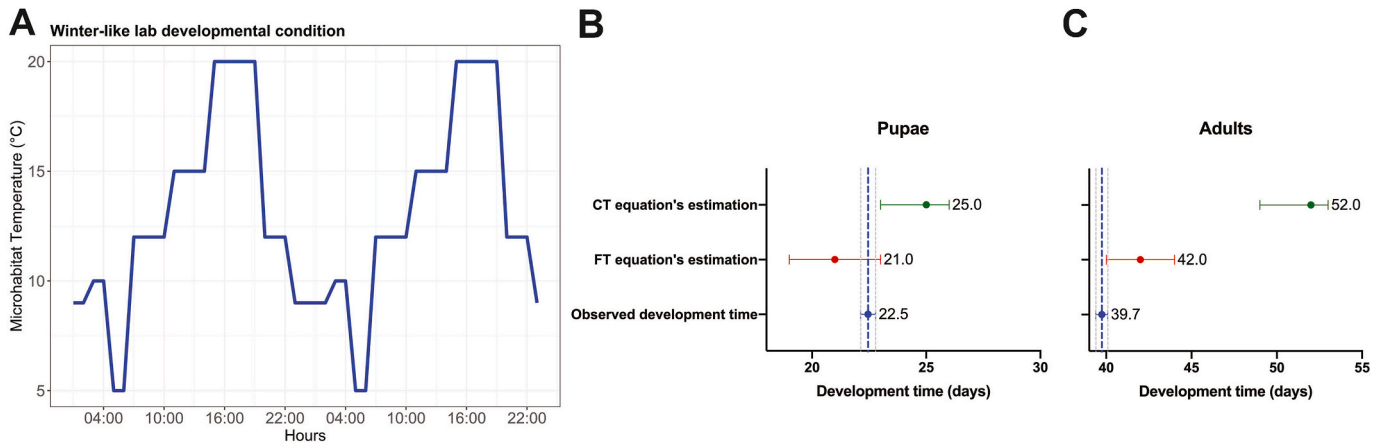 A
Winter-like lab developmental condition
Microhabitat Temperature (°C)
20
15
10
5
04:00 10:00 16:00 22:00 04:00 10:00 16:00 22:00
Hours
B
Pupae
CT equation's estimation
25.0
FT equation's estimation
21.0
Observed development time
22.5
20 25 30
Development time (days)
C
Adults
52.0
42.0
39.7
40 45 50 55
Development time (days)